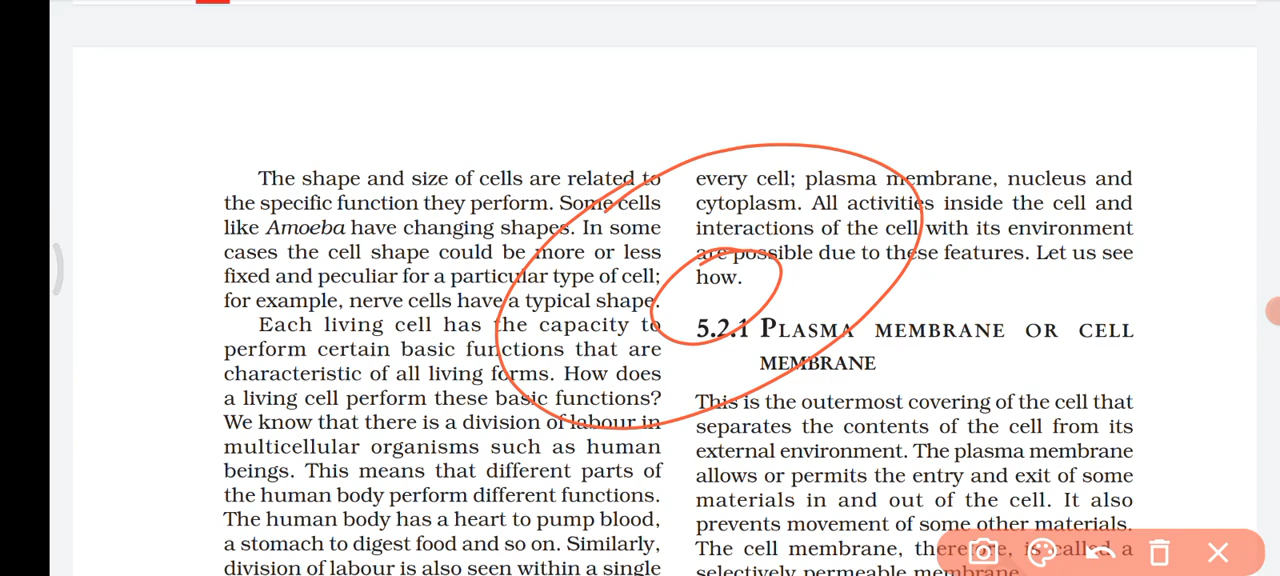 The shape and size of cells are related to
the specific function they perform. Some cells
like Amoeba have changing shapes. In some
cases the cell shape could be more or less
fixed and peculiar for a particular type of cell;
for example, nerve cells have a typical shape.
Each living cell has the capacity to
perform certain basic functions that are
characteristic of all living forms. How does
a living cell perform these basic functions?
We know that there is a division of labour in
multicellular organisms such as human
beings. This means that different parts of
the human body perform different functions.
The human body has a heart to pump blood,
a stomach to digest food and so on. Similarly,
division of labour is also seen within a single
every cell; plasma membrane, nucleus and
cytoplasm. All activities inside the cell and
interactions of the cell with its environment
are possible due to these features. Let us see
how.
5.2.1 PLASMA MEMBRANE OR CELL
MEMBRANE
This is the outermost covering of the cell that
separates the contents of the cell from its
external environment. The plasma membrane
allows or permits the entry and exit of some
materials in and out of the cell. It also
prevents movement of some other materials.
The cell membrane, therefore, is called a
selectively permeable membrane.